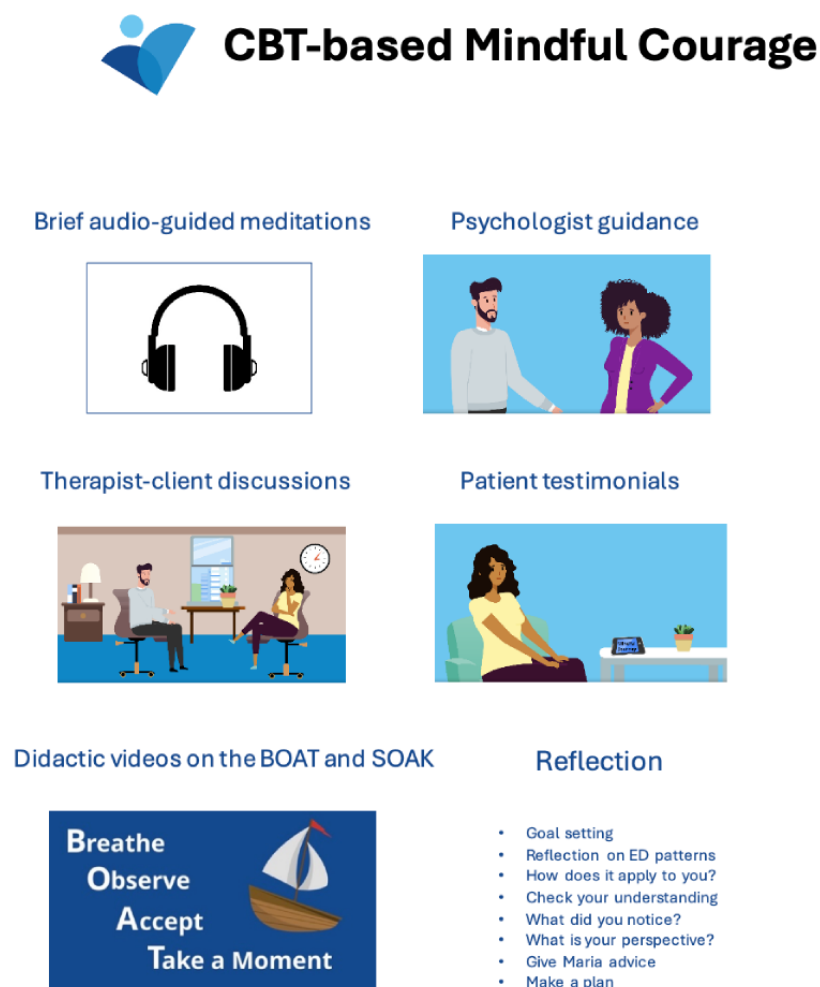 CBT-based Mindful Courage
Brief audio-guided meditations
Psychologist guidance
Therapist-client discussions
Patient testimonials
Didactic videos on the BOAT and SOAK
Breathe
Observe
Accept
Take a Moment
Reflection
• Goal setting
• Reflection on ED patterns
• How does it apply to you?
• Check your understanding
• What did you notice?
• What is your perspective?
• Give Maria advice
• Make a plan